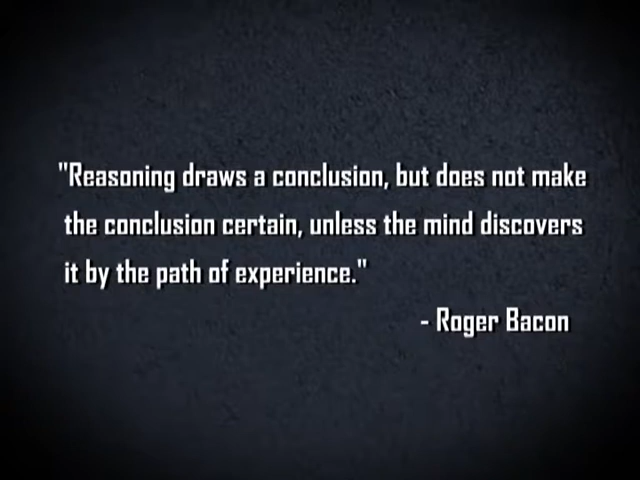 "Reasoning draws a conclusion, but does not make
the conclusion certain, unless the mind discovers
it by the path of experience."
- Roger Bacon